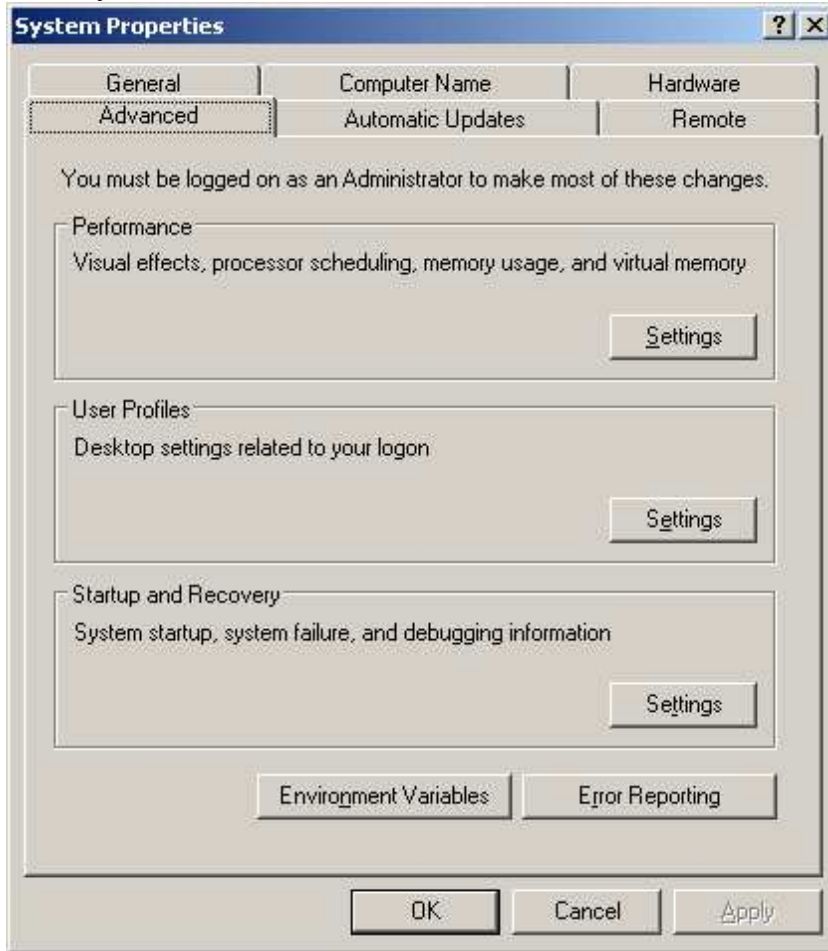 System Properties
General Computer Name Hardware
Advanced Automatic Updates Remote
You must be logged on as an Administrator to make most of these changes.
Performance
Visual effects, processor scheduling, memory usage, and virtual memory
Settings
User Profiles
Desktop settings related to your logon
Settings
Startup and Recovery
System startup, system failure, and debugging information
Settings
Environment Variables Error Reporting
OK Cancel Apply